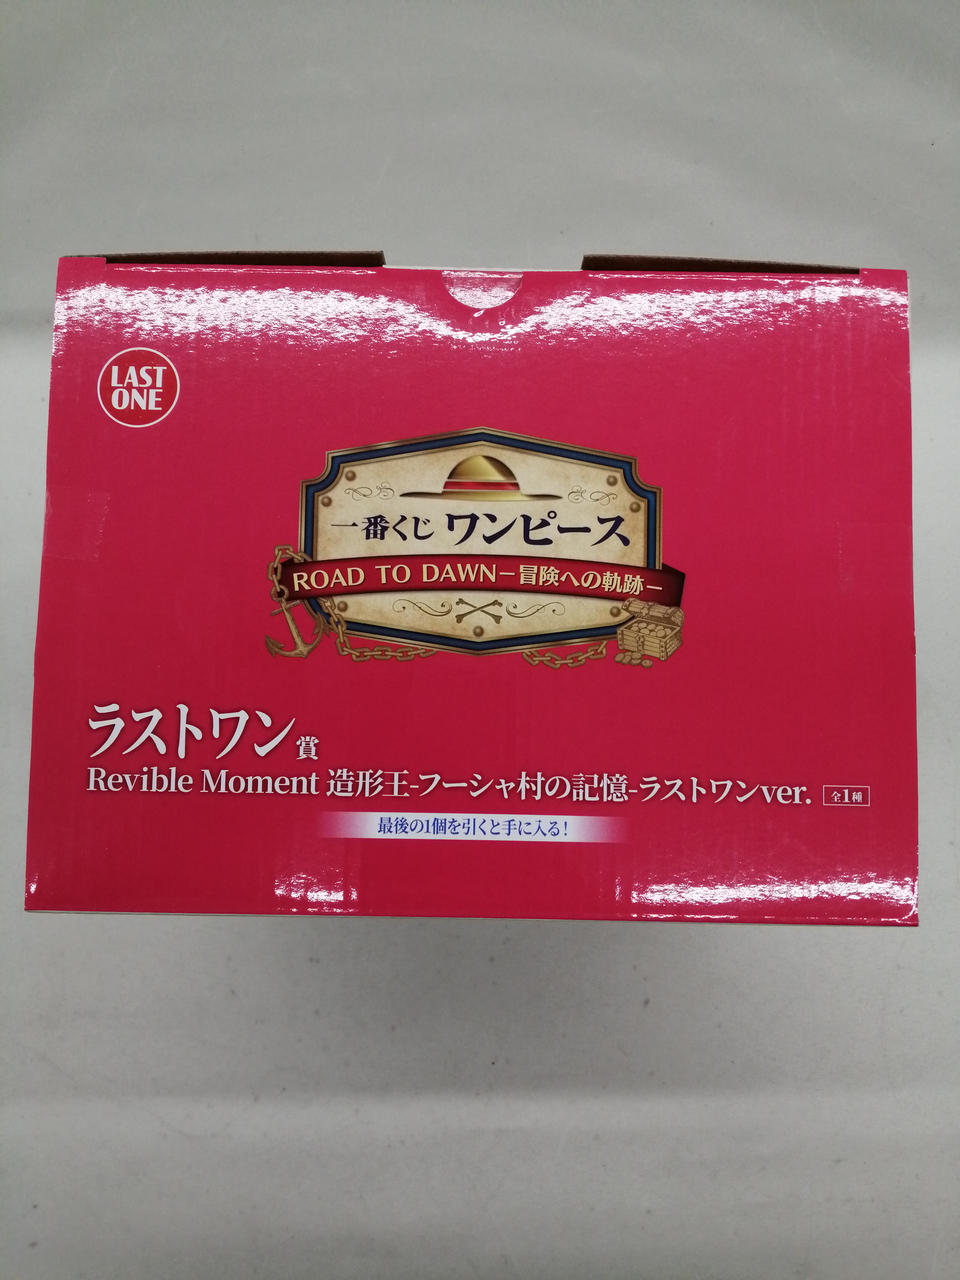 LAST
ONE
一番くじ ワンピース
ROAD TO DAWN－冒険への軌跡－
ラストワン賞
Revible Moment 造形王-フーシャ村の記憶-ラストワンver. 全1種
最後の1個を引くと手に入る!